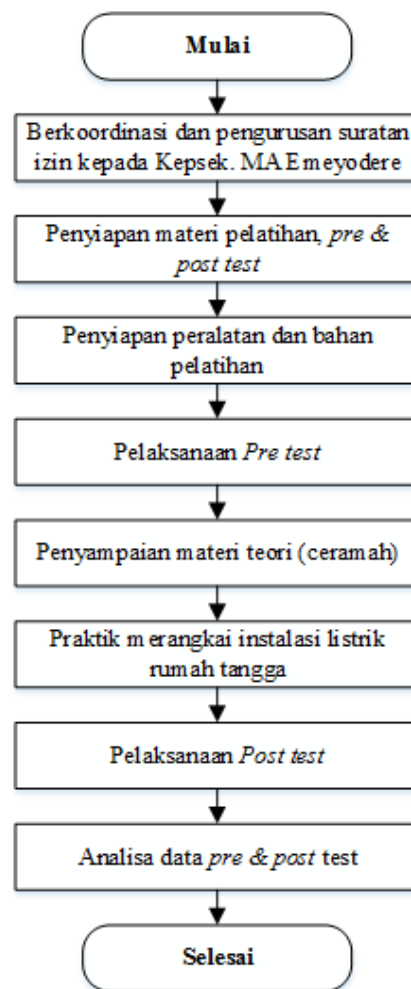 Mulai
Berkoordinasi dan pengurusan suratan
izin kepada Kepsek. MA Emeyodere
Penyiapan materi pelatihan, pre &
post test
Penyiapan peralatan dan bahan
pelatihan
Pelaksanaan Pre test
Penyampaian materi teori (ceramah)
Praktik merangkai instalasi listrik
rumah tangga
Pelaksanaan Post test
Analisa data pre & post test
Selesai